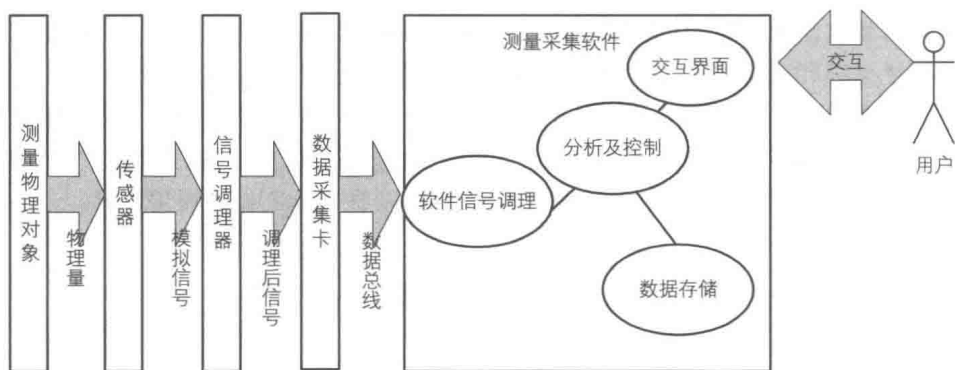 测量物理对象
物理量
传感器
模拟信号
信号调理器
调理后信号
数据采集卡
数据总线
测量采集软件
交互界面
分析及控制
软件信号调理
数据存储
交互
用户